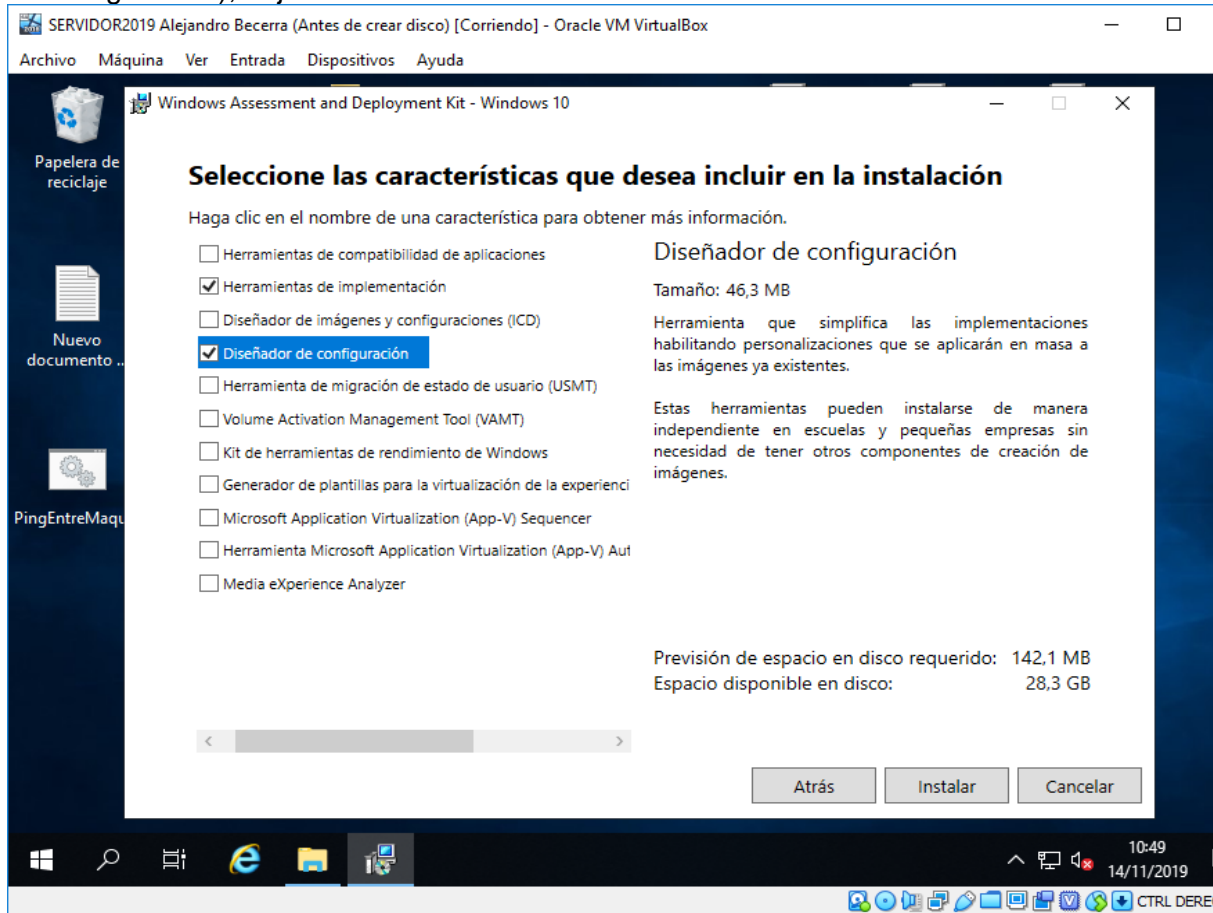 SERVIDOR2019 Alejandro Becerra (Antes de crear disco) [Corriendo] - Oracle VM VirtualBox
Archivo Máquina Ver Entrada Dispositivos Ayuda
Windows Assessment and Deployment Kit - Windows 10
Papelera de
reciclaje
Nuevo
documento ..
PingEntreMaqu
Seleccione las características que desea incluir en la instalación
Haga clic en el nombre de una característica para obtener más información.
Herramientas de compatibilidad de aplicaciones
Herramientas de implementación
Diseñador de imágenes y configuraciones (ICD)
Diseñador de configuración
Herramienta de migración de estado de usuario (USMT)
Volume Activation Management Tool (VAMT)
Kit de herramientas de rendimiento de Windows
Generador de plantillas para la virtualización de la experienci
Microsoft Application Virtualization (App-V) Sequencer
Herramienta Microsoft Application Virtualization (App-V) Aut
Media eXperience Analyzer
Diseñador de configuración
Tamaño: 46,3 MB
Herramienta que simplifica las implementaciones
habilitando personalizaciones que se aplicarán en masa a
las imágenes ya existentes.
Estas herramientas pueden instalarse de manera
independiente en escuelas y pequeñas empresas sin
necesidad de tener otros componentes de creación de
imágenes.
Previsión de espacio en disco requerido: 142,1 MB
Espacio disponible en disco: 28,3 GB
Atrás Instalar Cancelar
10:49
14/11/2019
CTRL DERE